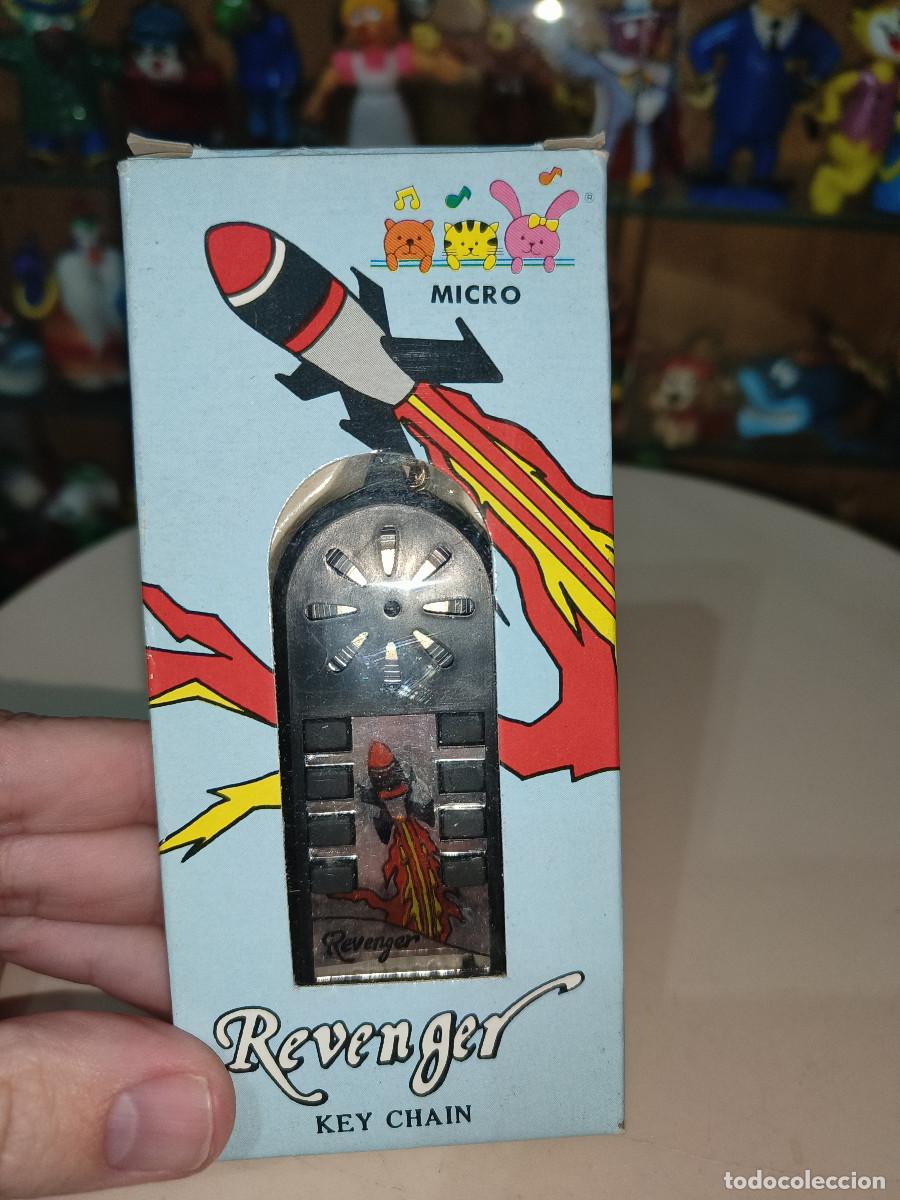 ®
MICRO
Revenger
Revenger
KEY CHAIN
todocoleccion